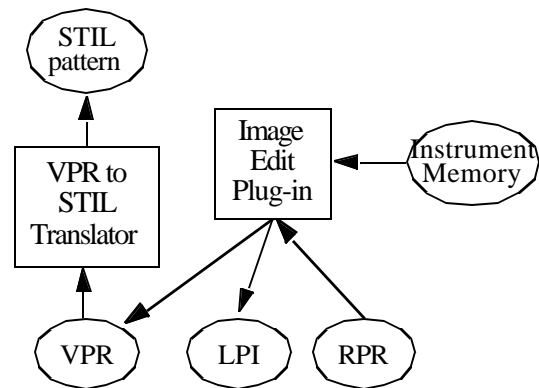 STIL
pattern
Image
Edit
Plug-in
Instrument
Memory
VPR to
STIL
Translator
VPR
LPI
RPR